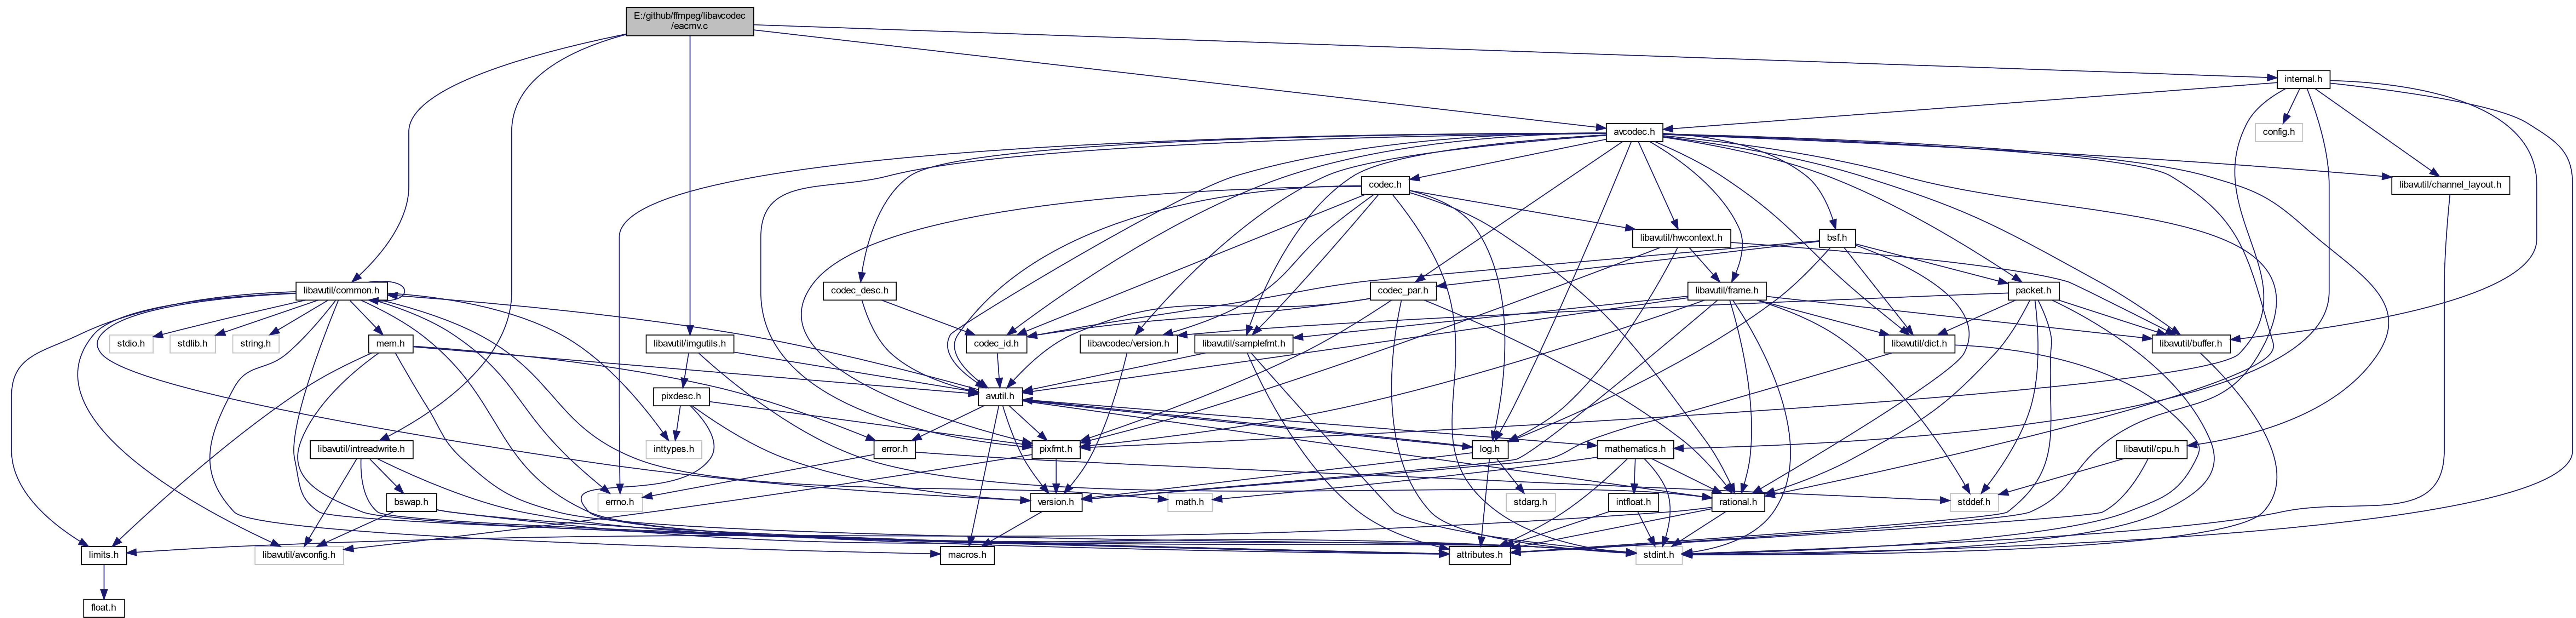 E:/github/ffmpeg/libavcodec
/eacmv.c
internal.h
avcodec.h
config.h
codec.h
libavutil/channel_layout.h
libavutil/hwcontext.h
bsf.h
libavutil/common.h
codec_desc.h
codec_par.h
libavutil/frame.h
packet.h
stdio.h
stdlib.h
string.h
mem.h
libavutil/imgutils.h
codec_id.h
libavcodec/version.h
libavutil/samplefmt.h
libavutil/dict.h
libavutil/buffer.h
pixdesc.h
avutil.h
libavutil/intreadwrite.h
inttypes.h
error.h
pixfmt.h
log.h
mathematics.h
libavutil/cpu.h
bswap.h
errno.h
version.h
math.h
stdarg.h
intfloat.h
rational.h
stddef.h
limits.h
libavutil/avconfig.h
macros.h
attributes.h
stdint.h
float.h